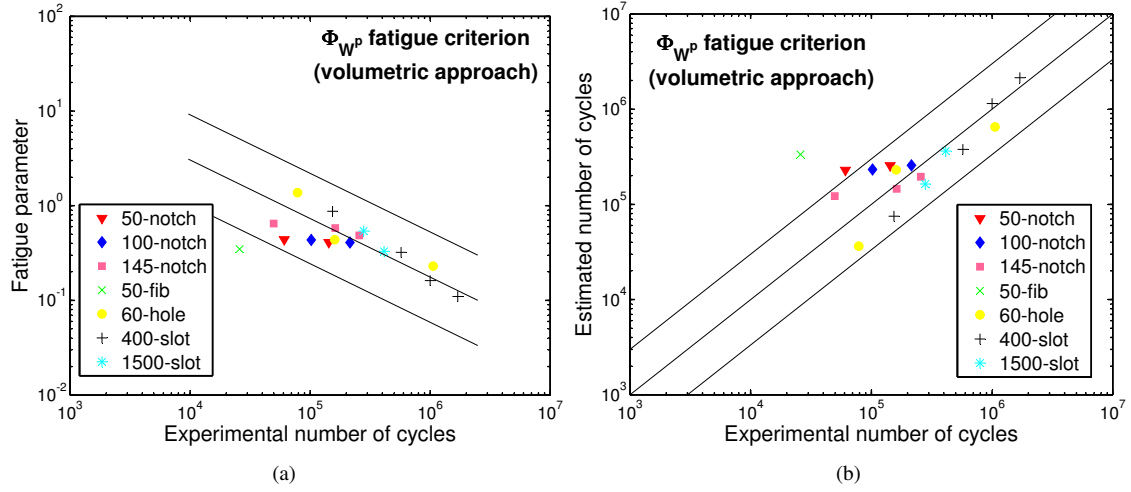 Φ_{W^p} fatigue criterion
(volumetric approach)
Fatigue parameter
10^2
10^1
10^0
10^{-1}
10^{-2}
50-notch
100-notch
145-notch
50-fib
60-hole
400-slot
1500-slot
10^3 10^4 10^5 10^6 10^7
Experimental number of cycles
(a)
Φ_{W^p} fatigue criterion
(volumetric approach)
Estimated number of cycles
10^7
10^6
10^5
10^4
10^3
50-notch
100-notch
145-notch
50-fib
60-hole
400-slot
1500-slot
10^3 10^4 10^5 10^6 10^7
Experimental number of cycles
(b)